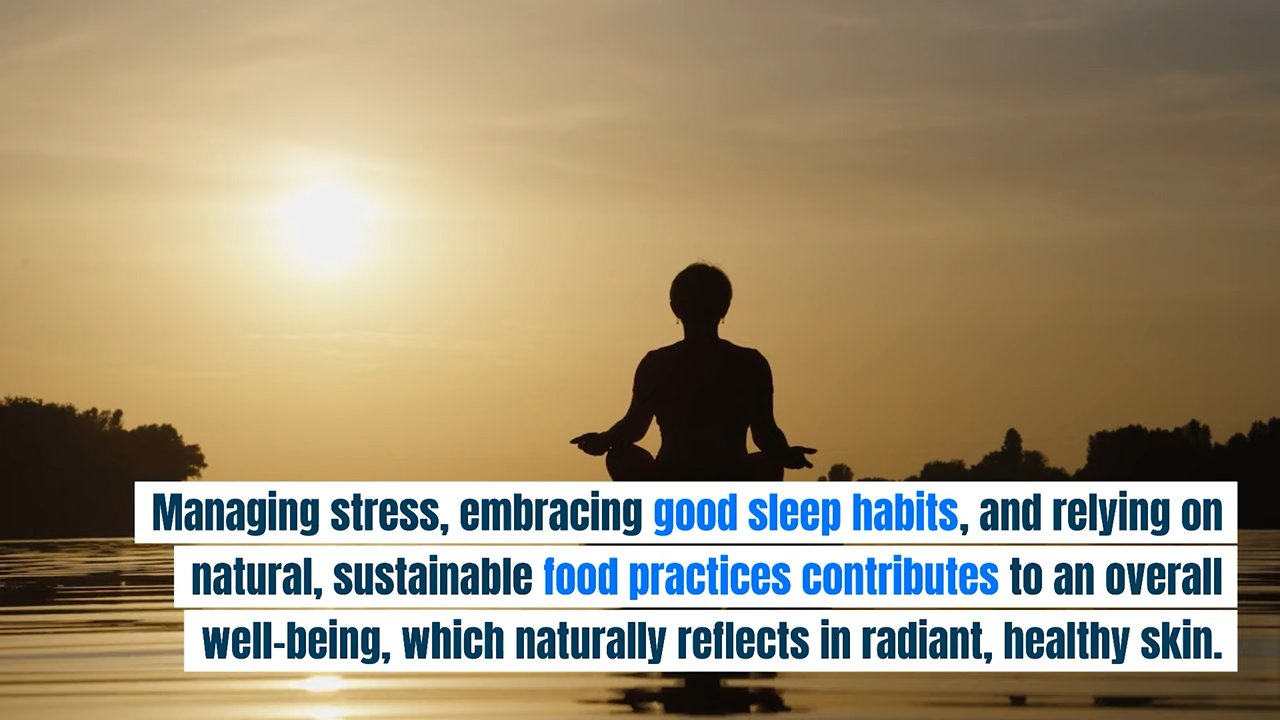 Managing stress, embracing good sleep habits, and relying on
natural, sustainable food practices contributes to an overall
well-being, which naturally reflects in radiant, healthy skin.